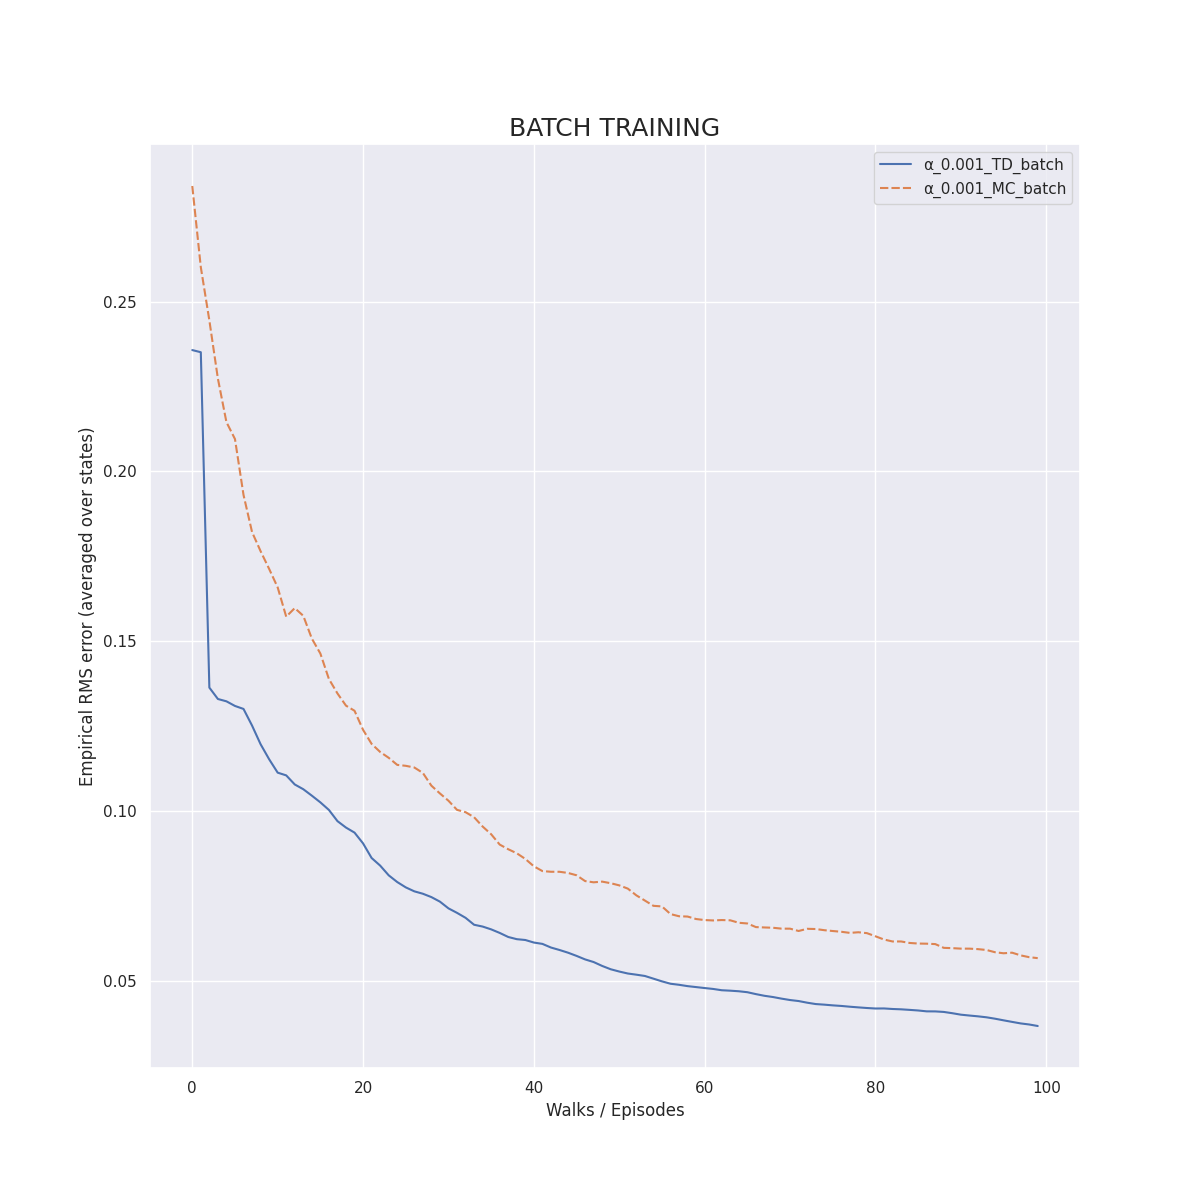 BATCH TRAINING
α_0.001_TD_batch
α_0.001_MC_batch
Empirical RMS error (averaged over states)
0.25
0.20
0.15
0.10
0.05
0 20 40 60 80 100
Walks / Episodes